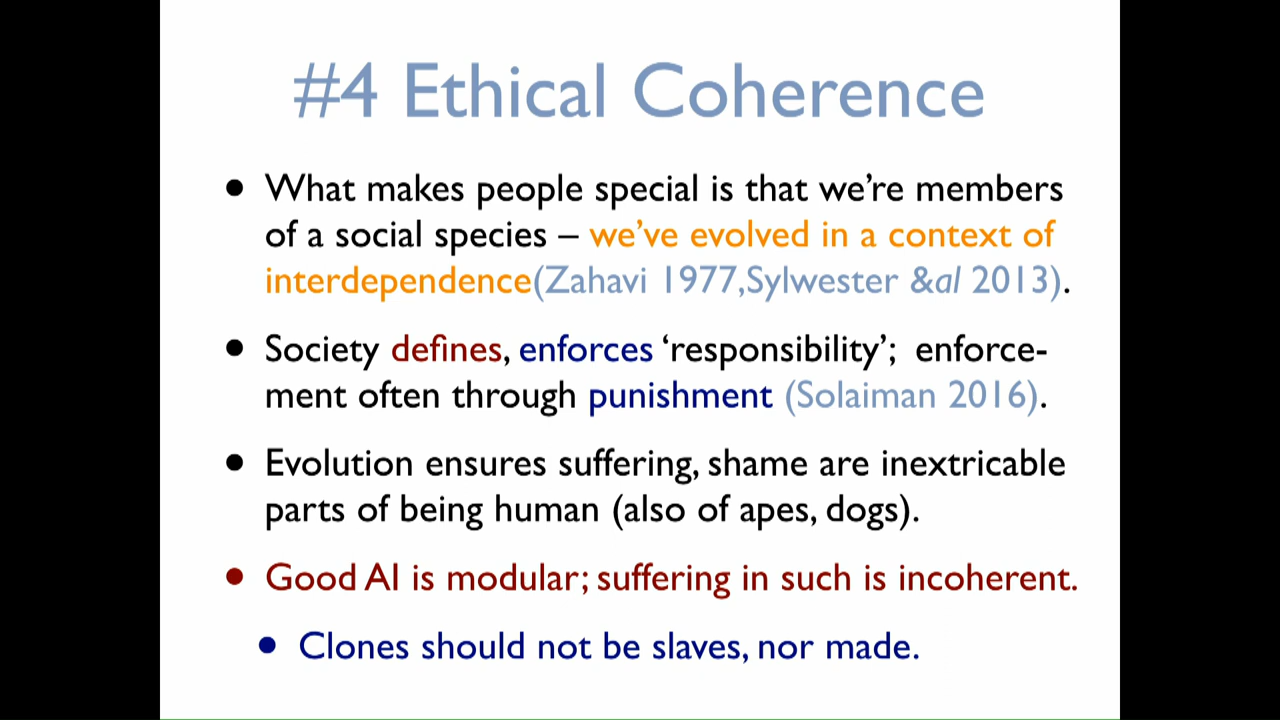 #4 Ethical Coherence
• What makes people special is that we’re members
of a social species – we’ve evolved in a context of
interdependence(Zahavi 1977,Sylwester &al 2013).
• Society defines, enforces ‘responsibility’; enforce-
ment often through punishment (Solaiman 2016).
• Evolution ensures suffering, shame are inextricable
parts of being human (also of apes, dogs).
• Good AI is modular; suffering in such is incoherent.
• Clones should not be slaves, nor made.